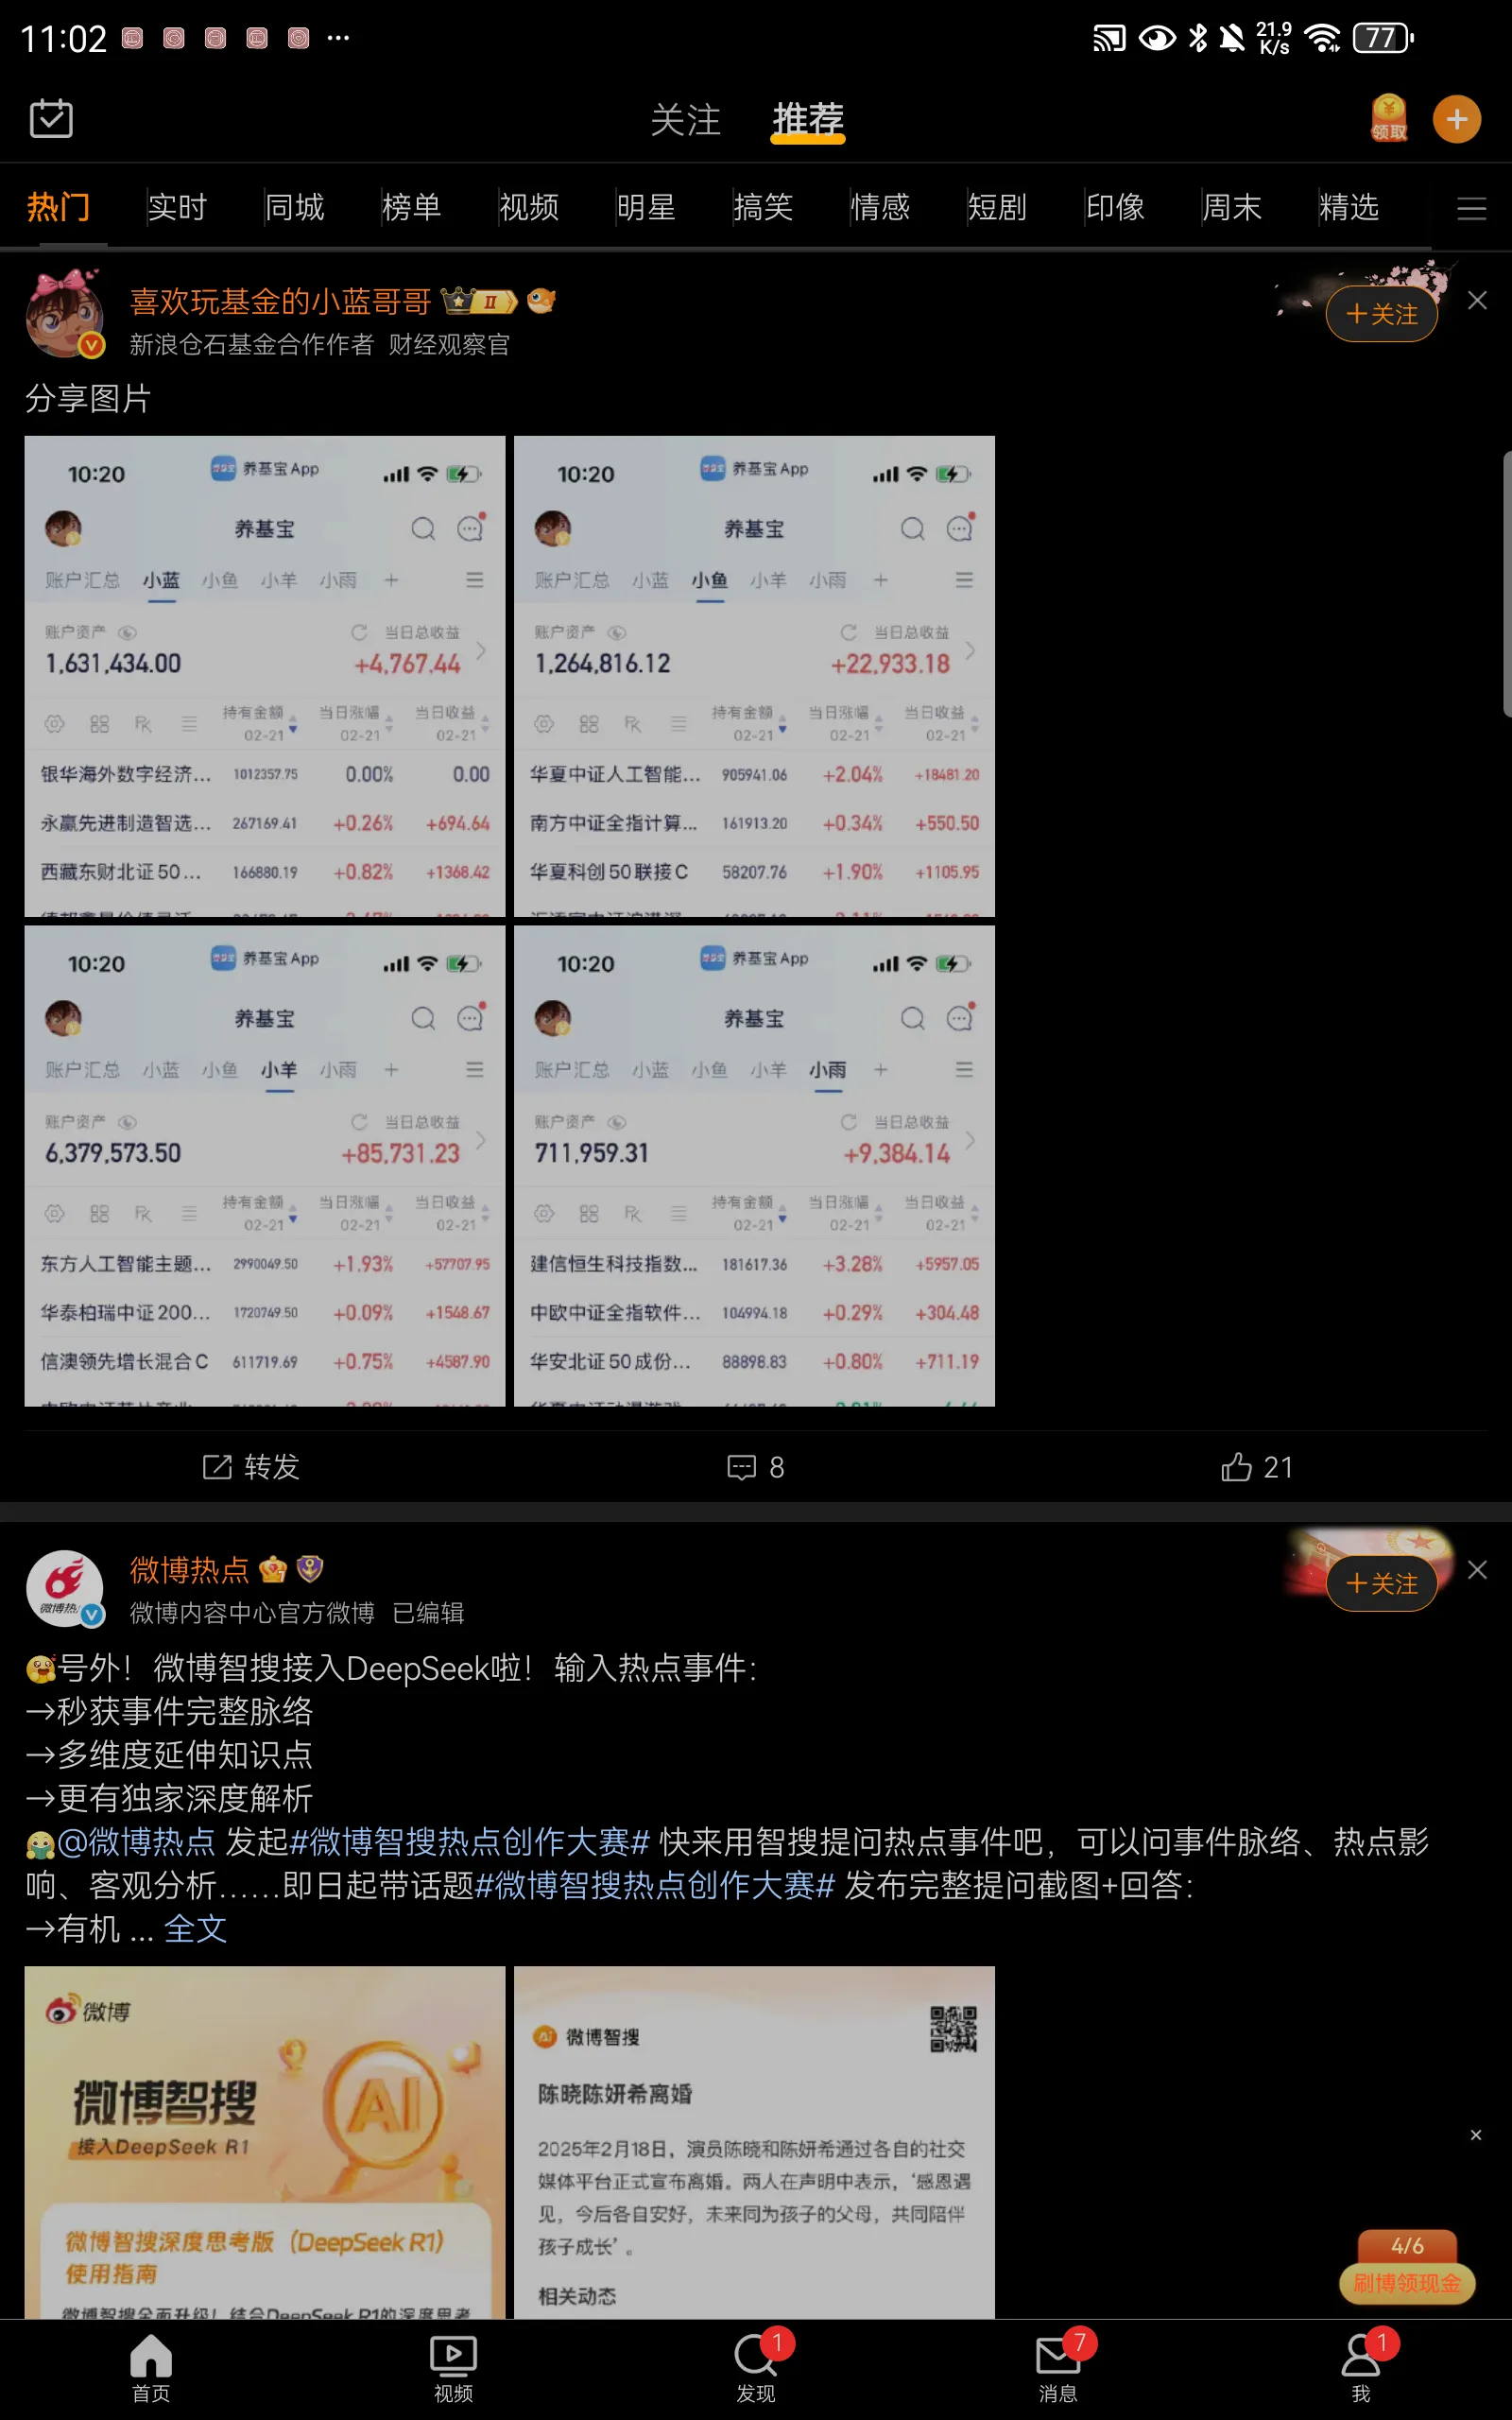 11:02
21.9 K/s
77
关注 推荐
领取
热门 实时 同城 榜单 视频 明星 搞笑 情感 短剧 印像 周末 精选
喜欢玩基金的小蓝哥哥 II
+关注
新浪仓石基金合作作者 财经观察官
分享图片
10:20 养基宝App
养基宝
账户汇总 小蓝 小鱼 小羊 小雨 +
账户资产 当日总收益
1,631,434.00 +4,767.44
持有金额 当日涨幅 当日收益
02-21 02-21 02-21
银华海外数字经济... 1012357.75 0.00% 0.00
永赢先进制造智选... 267169.41 +0.26% +694.64
西藏东财北证50... 166880.19 +0.82% +1368.42
10:20 养基宝App
养基宝
账户汇总 小蓝 小鱼 小羊 小雨 +
账户资产 当日总收益
1,264,816.12 +22,933.18
持有金额 当日涨幅 当日收益
02-21 02-21 02-21
华夏中证人工智能... 905941.06 +2.04% +18481.20
南方中证全指计算... 161913.20 +0.34% +550.50
华夏科创50联接C 58207.76 +1.90% +1105.95
10:20 养基宝App
养基宝
账户汇总 小蓝 小鱼 小羊 小雨 +
账户资产 当日总收益
6,379,573.50 +85,731.23
持有金额 当日涨幅 当日收益
02-21 02-21 02-21
东方人工智能主题... 2990049.50 +1.93% +57707.95
华泰柏瑞中证200... 1720749.50 +0.09% +1548.67
信澳领先增长混合C 611719.69 +0.75% +4587.90
10:20 养基宝App
养基宝
账户汇总 小蓝 小鱼 小羊 小雨 +
账户资产 当日总收益
711,959.31 +9,384.14
持有金额 当日涨幅 当日收益
02-21 02-21 02-21
建信恒生科技指数... 181617.36 +3.28% +5957.05
中欧中证全指软件... 104994.18 +0.29% +304.48
华安北证50成份... 88898.83 +0.80% +711.19
转发 8 21
微博热点
+关注
微博内容中心官方微博 已编辑
号外！微博智搜接入DeepSeek啦！输入热点事件：
→秒获事件完整脉络
→多维度延伸知识点
→更有独家深度解析
@微博热点 发起#微博智搜热点创作大赛# 快来用智搜提问热点事件吧，可以问事件脉络、热点影
响、客观分析……即日起带话题#微博智搜热点创作大赛# 发布完整提问截图+回答：
→有机 ... 全文
微博
微博智搜
接入DeepSeek R1
AI
微博智搜深度思考版（DeepSeek R1）
使用指南
微博智搜全面升级！结合DeepSeek R1的深度思考
微博智搜
陈晓陈妍希离婚
2025年2月18日，演员陈晓和陈妍希通过各自的社交
媒体平台正式宣布离婚。两人在声明中表示，‘感恩遇
见，今后各自安好，未来同为孩子的父母，共同陪伴
孩子成长’。
相关动态
4/6
刷博领现金
1 7 1
首页 视频 发现 消息 我